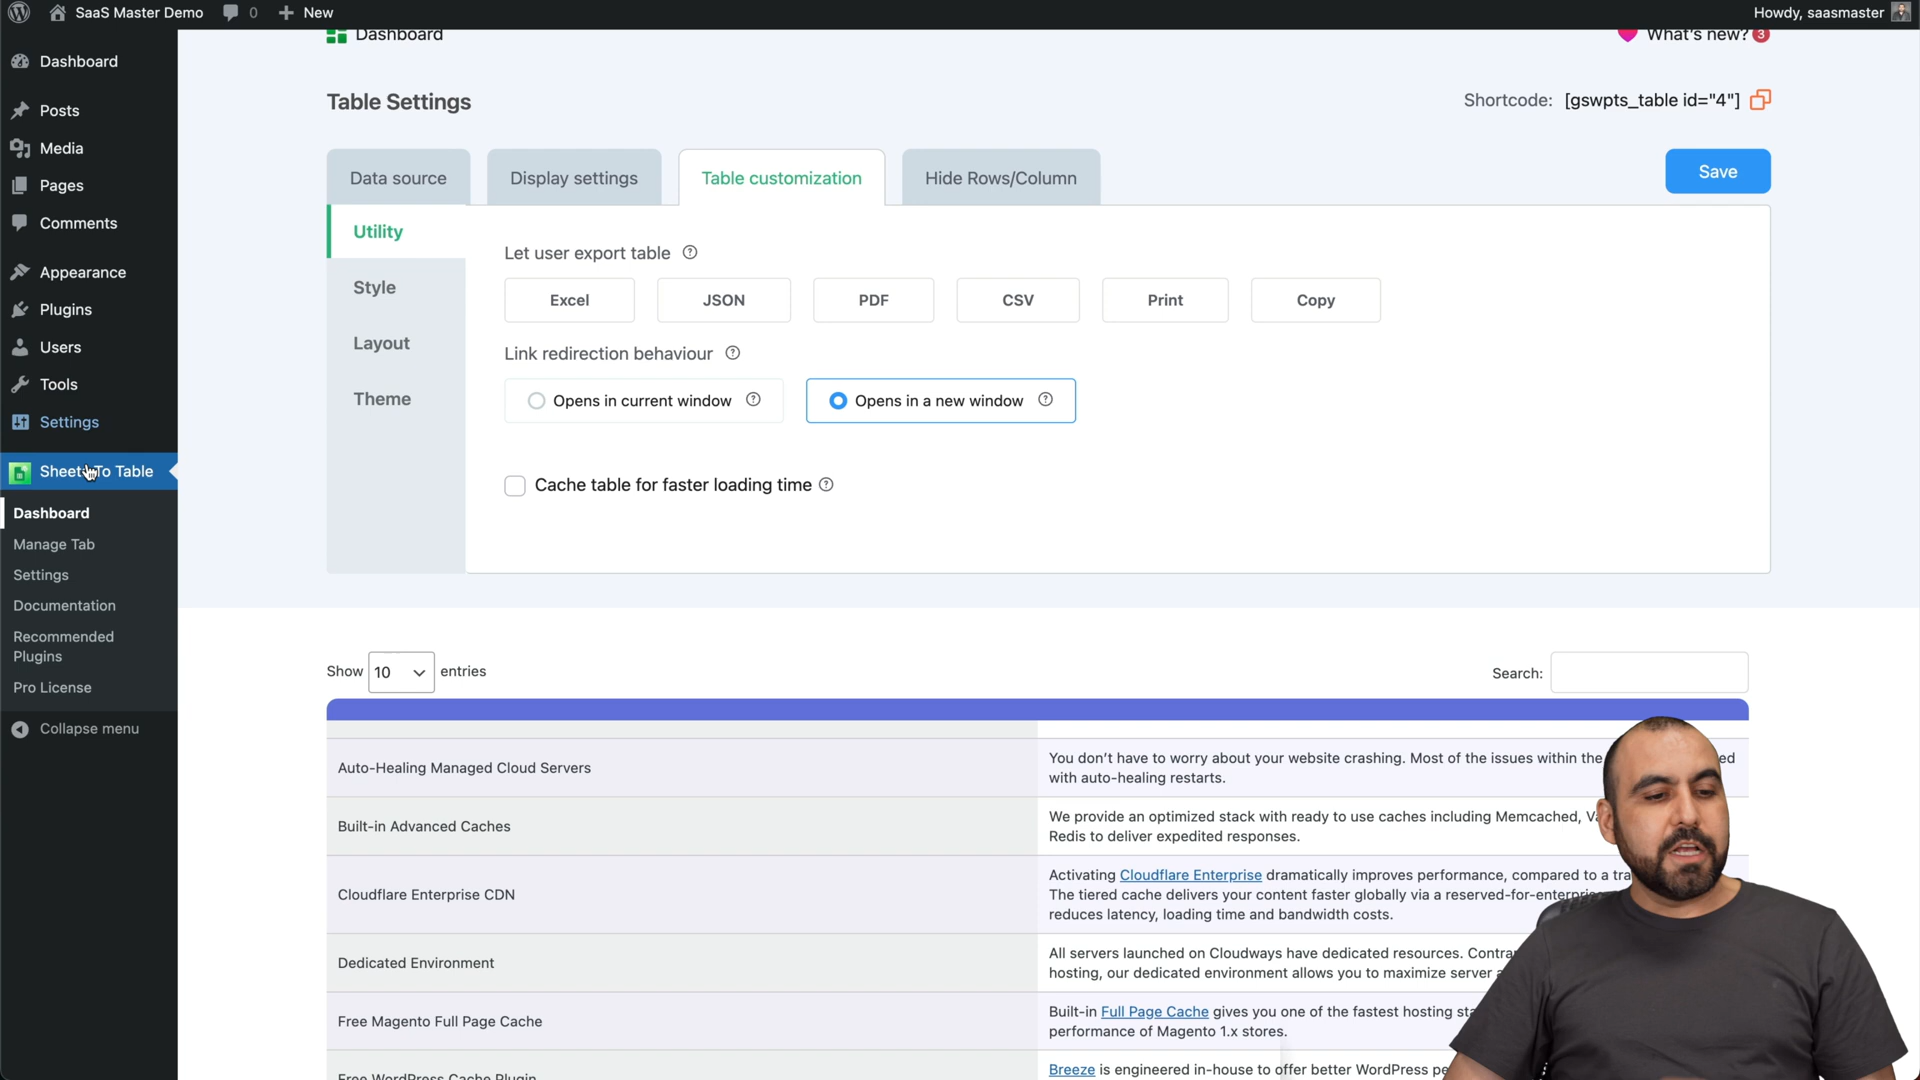 SaaS Master Demo 0 New Howdy, saasmaster
Dashboard
Posts
Media
Pages
Comments
Appearance
Plugins
Users
Tools
Settings
Sheets To Table
Dashboard
Manage Tab
Settings
Documentation
Recommended
Plugins
Pro License
Collapse menu
Dashboard What's new? 3
Table Settings Shortcode: [gswpts_table id="4"]
Data source Display settings Table customization Hide Rows/Column Save
Utility
Style
Layout
Theme
Let user export table ?
Excel JSON PDF CSV Print Copy
Link redirection behaviour ?
Opens in current window ? Opens in a new window ?
Cache table for faster loading time ?
Show 10 entries Search:
Auto-Healing Managed Cloud Servers
You don't have to worry about your website crashing. Most of the issues within the ed
with auto-healing restarts.
Built-in Advanced Caches
We provide an optimized stack with ready to use caches including Memcached,
Redis to deliver expedited responses.
Cloudflare Enterprise CDN
Activating Cloudflare Enterprise dramatically improves performance, compared to a
The tiered cache delivers your content faster globally via a
reduces latency, loading time and bandwidth costs.
Dedicated Environment
All servers launched on Cloudways have dedicated resources.
hosting, our dedicated environment allows you to maximize server
Free Magento Full Page Cache
Built-in Full Page Cache gives you one of the fastest hosting
performance of Magento 1.x stores.
Free WordPress Cache Plugin
Breeze is engineered in-house to offer better WordPress